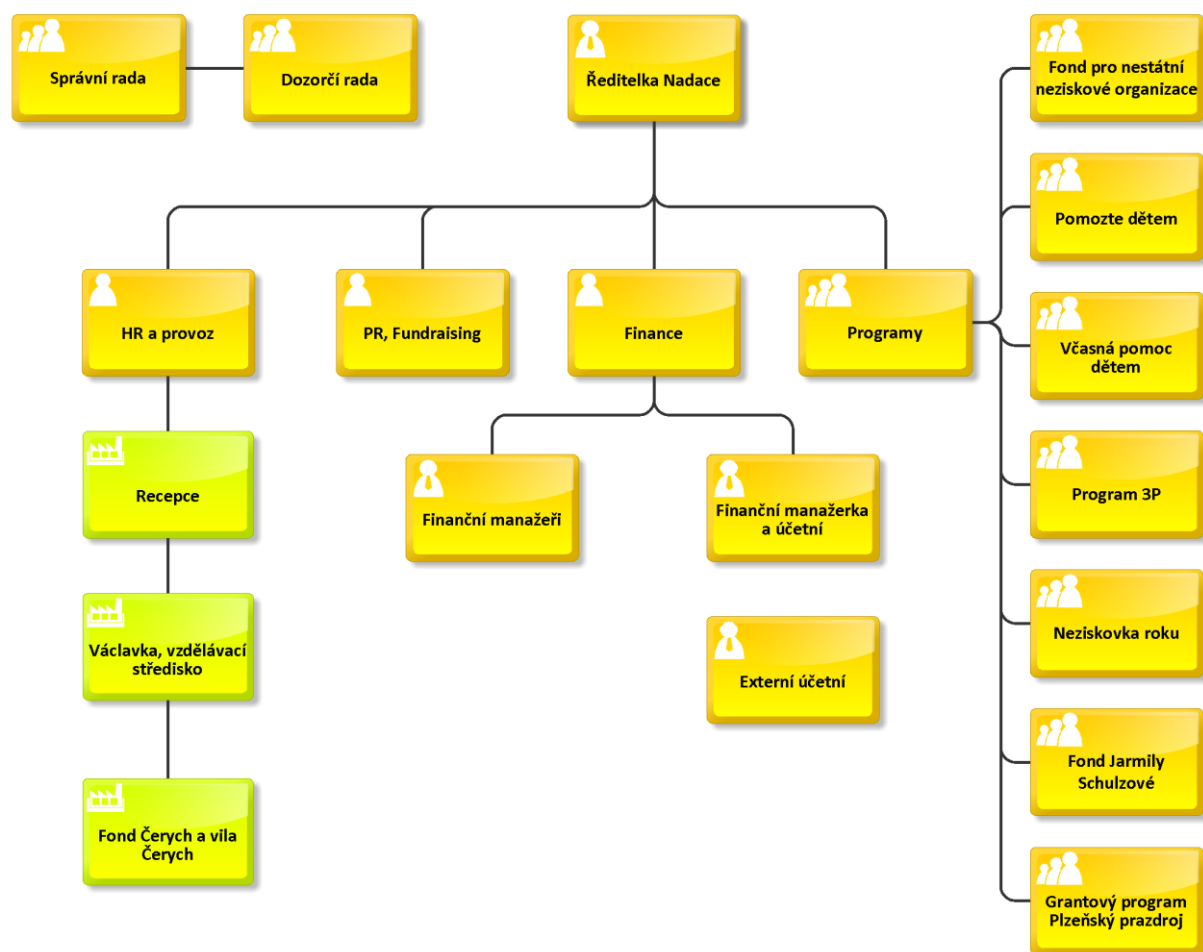 Správní rada
Dozorčí rada
Ředitelka Nadace
Fond pro nestátní
neziskové organizace
Pomozte dětem
HR a provoz
PR, Fundraising
Finance
Programy
Včasná pomoc
dětem
Recepce
Finanční manažeři
Finanční manažerka
a účetní
Program 3P
Václavka, vzdělávací
středisko
Externí účetní
Neziskovka roku
Fond Jarmily
Schulzové
Fond Čerych a vila
Čerych
Grantový program
Plzeňský prazdroj